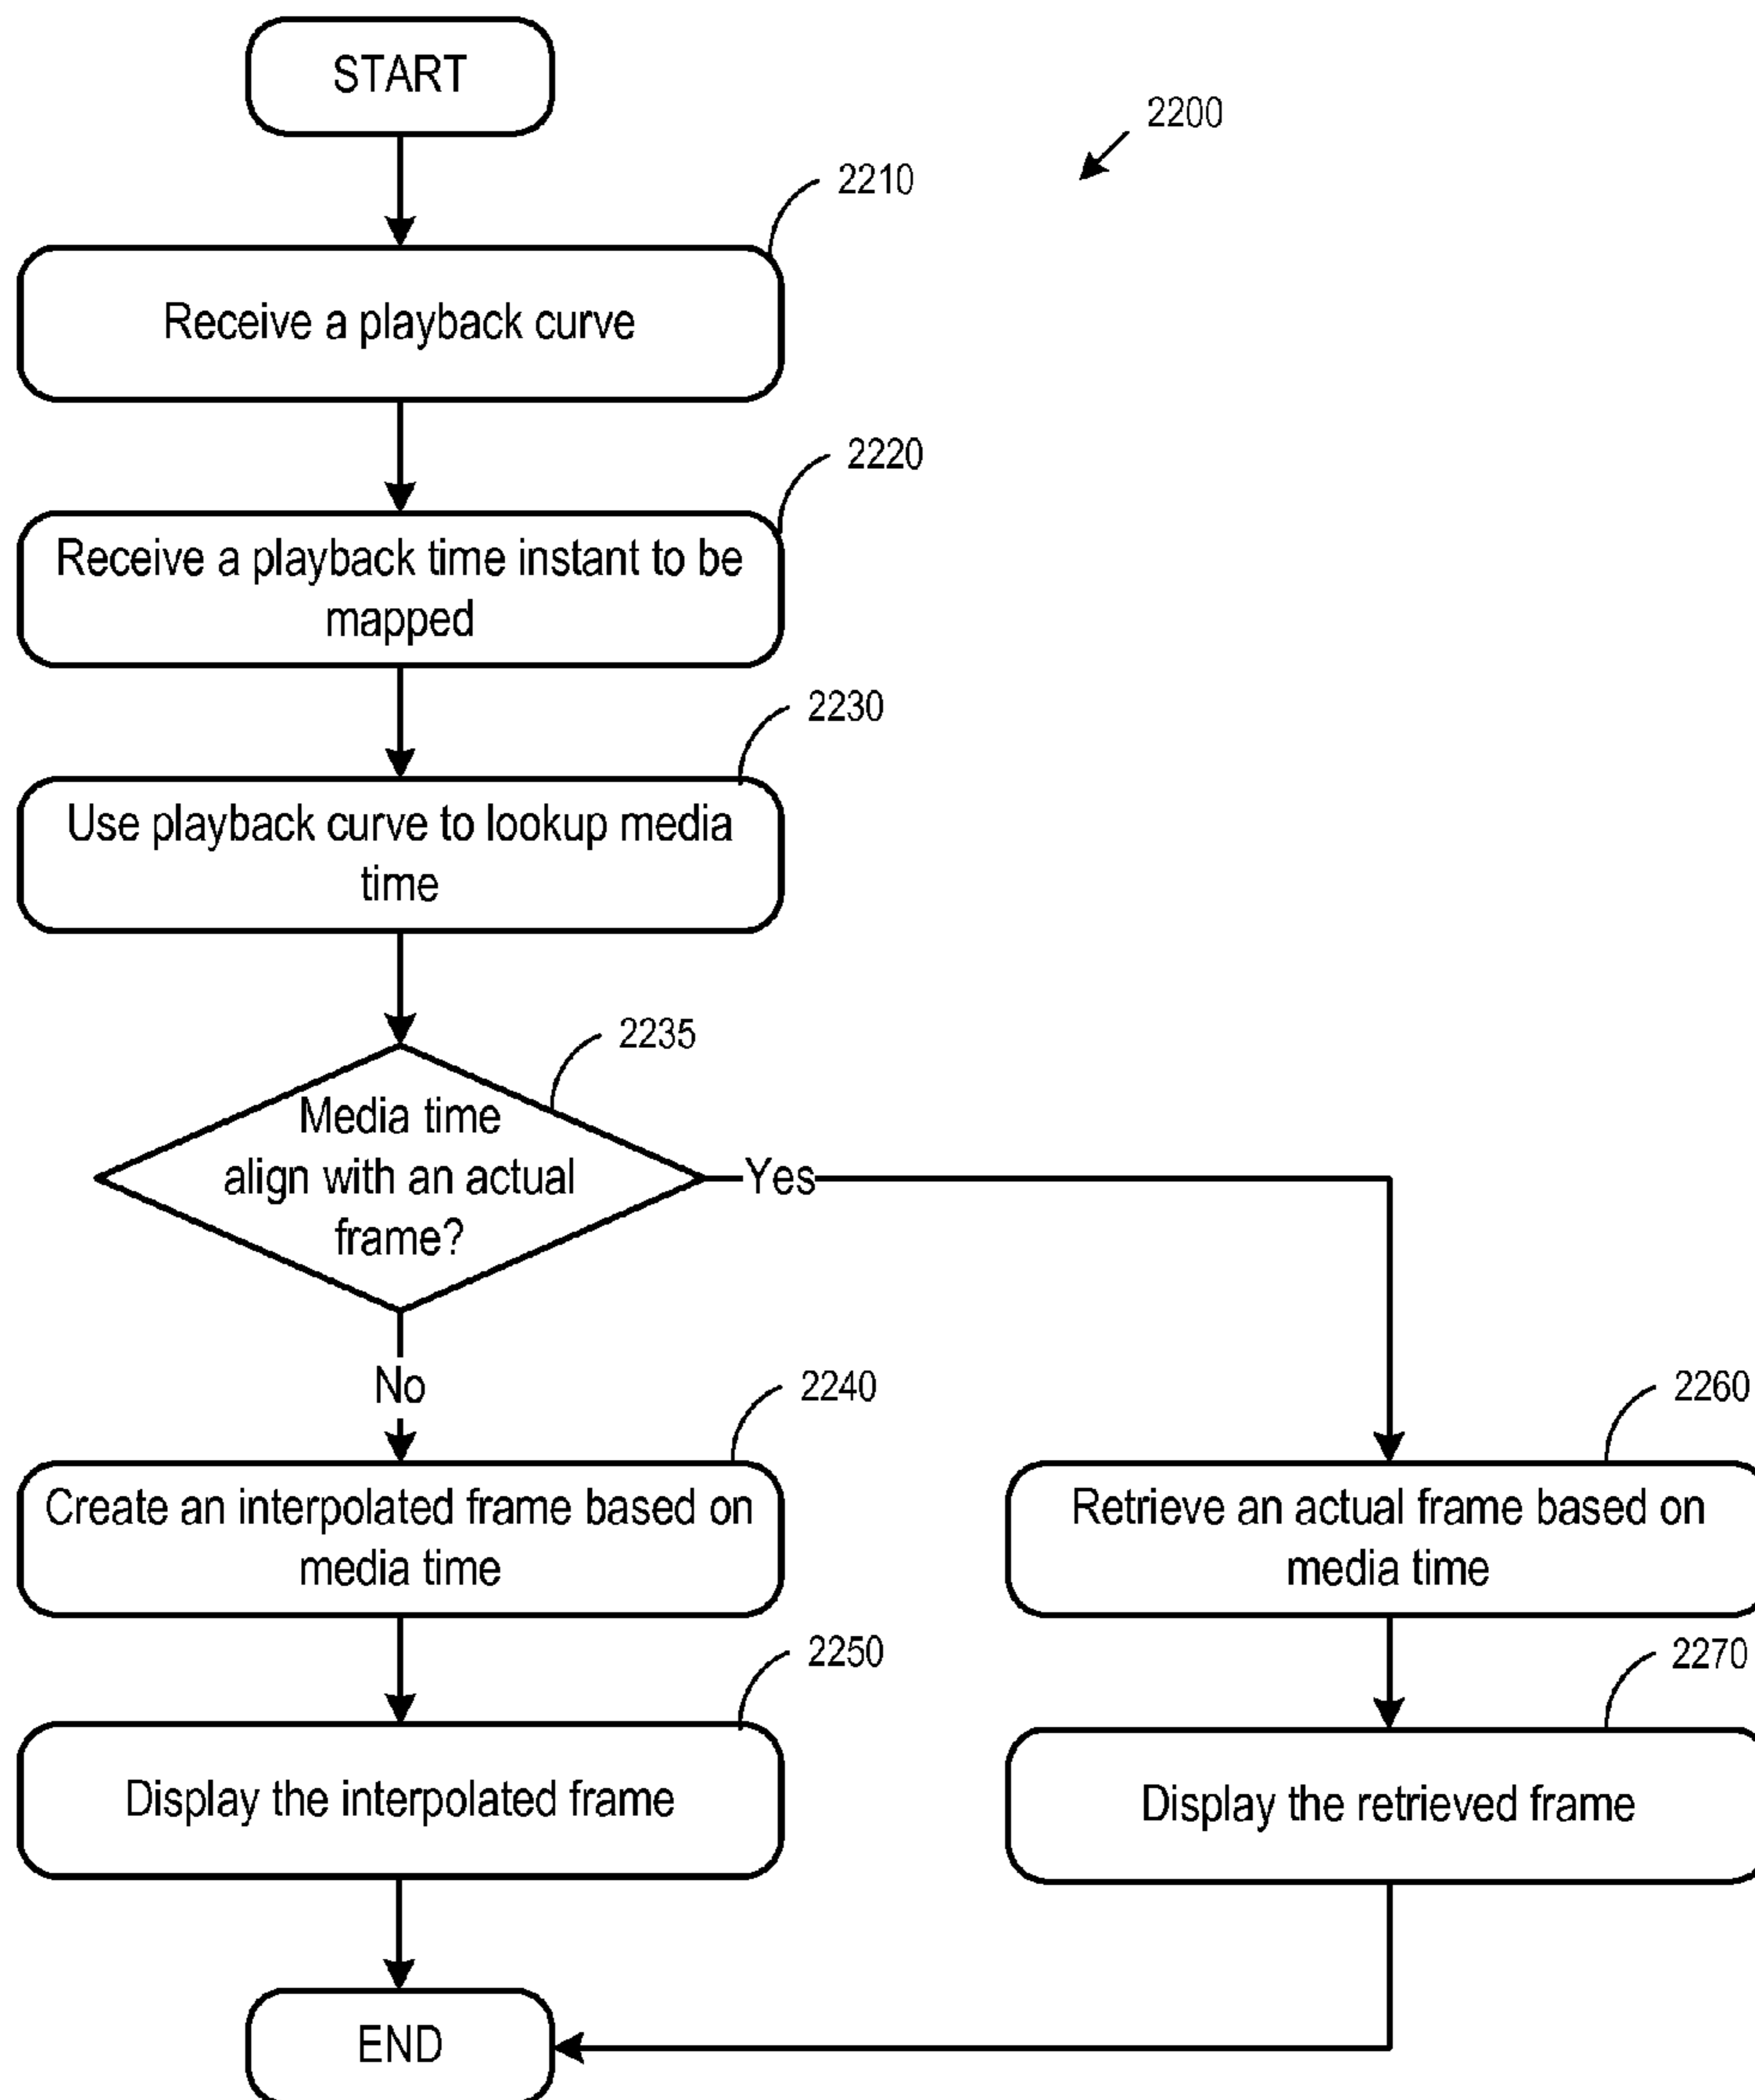 START
2200
2210
Receive a playback curve
2220
Receive a playback time instant to be
mapped
2230
Use playback curve to lookup media
time
2235
Media time
align with an actual
frame?
Yes
No
2240
Create an interpolated frame based on
media time
2260
Retrieve an actual frame based on
media time
2250
Display the interpolated frame
2270
Display the retrieved frame
END